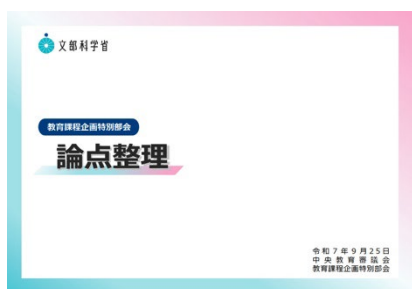 文部科学省
教育課程企画特別部会
論点整理
令和7年9月25日
中央教育審議会
教育課程企画特別部会